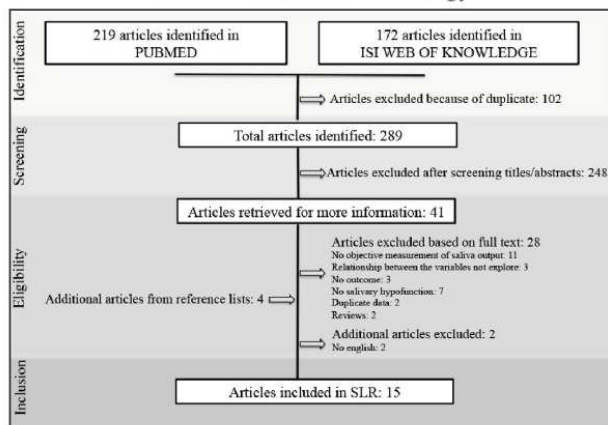 219 articles identified in
PUBMED
172 articles identified in
ISI WEB OF KNOWLEDGE
Identification
Articles excluded because of duplicate: 102
Screening
Total articles identified: 289
Articles excluded after screening titles/abstracts: 248
Eligibility
Articles retrieved for more information: 41
Articles excluded based on full text: 28
No objective measurement of saliva output: 11
Relationship between the variables not explore: 3
No outcome: 3
No salivary hypofunction: 7
Duplicate data: 2
Reviews: 2
Additional articles from reference lists: 4
Additional articles excluded: 2
No english: 2
Inclusion
Articles included in SLR: 15